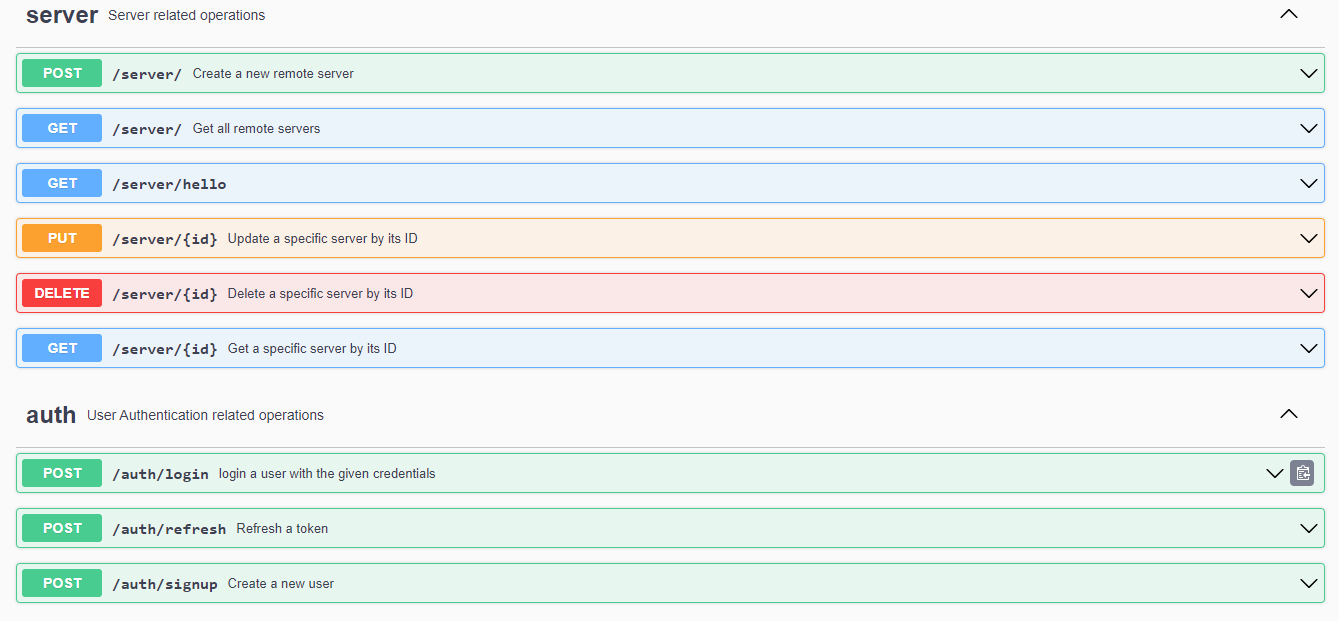 server Server related operations
POST /server/ Create a new remote server
GET /server/ Get all remote servers
GET /server/hello
PUT /server/{id} Update a specific server by its ID
DELETE /server/{id} Delete a specific server by its ID
GET /server/{id} Get a specific server by its ID
auth User Authentication related operations
POST /auth/login login a user with the given credentials
POST /auth/refresh Refresh a token
POST /auth/signup Create a new user